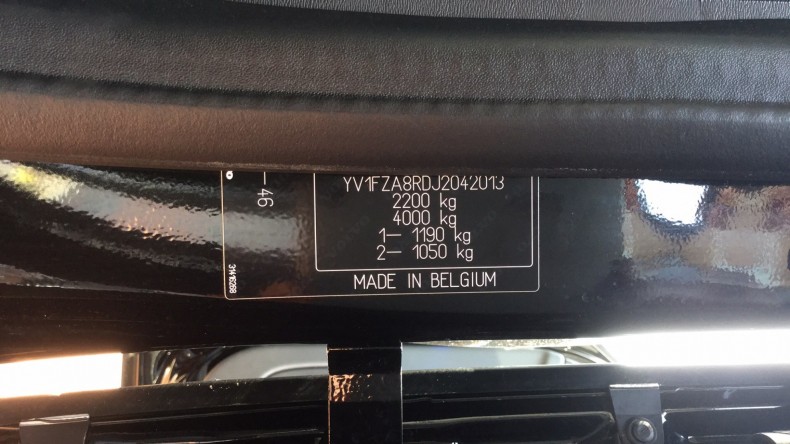 YV1FZA8RDJ2042013
2200 kg
4000 kg
1— 1190 kg
2— 1050 kg
MADE IN BELGIUM
—46